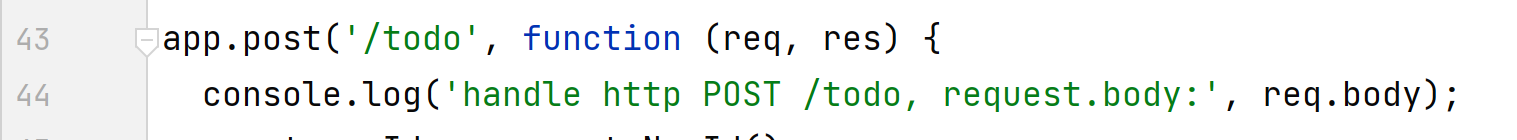 43 app.post('/todo', function (req, res) {
44 console.log('handle http POST /todo, request.body:', req.body);